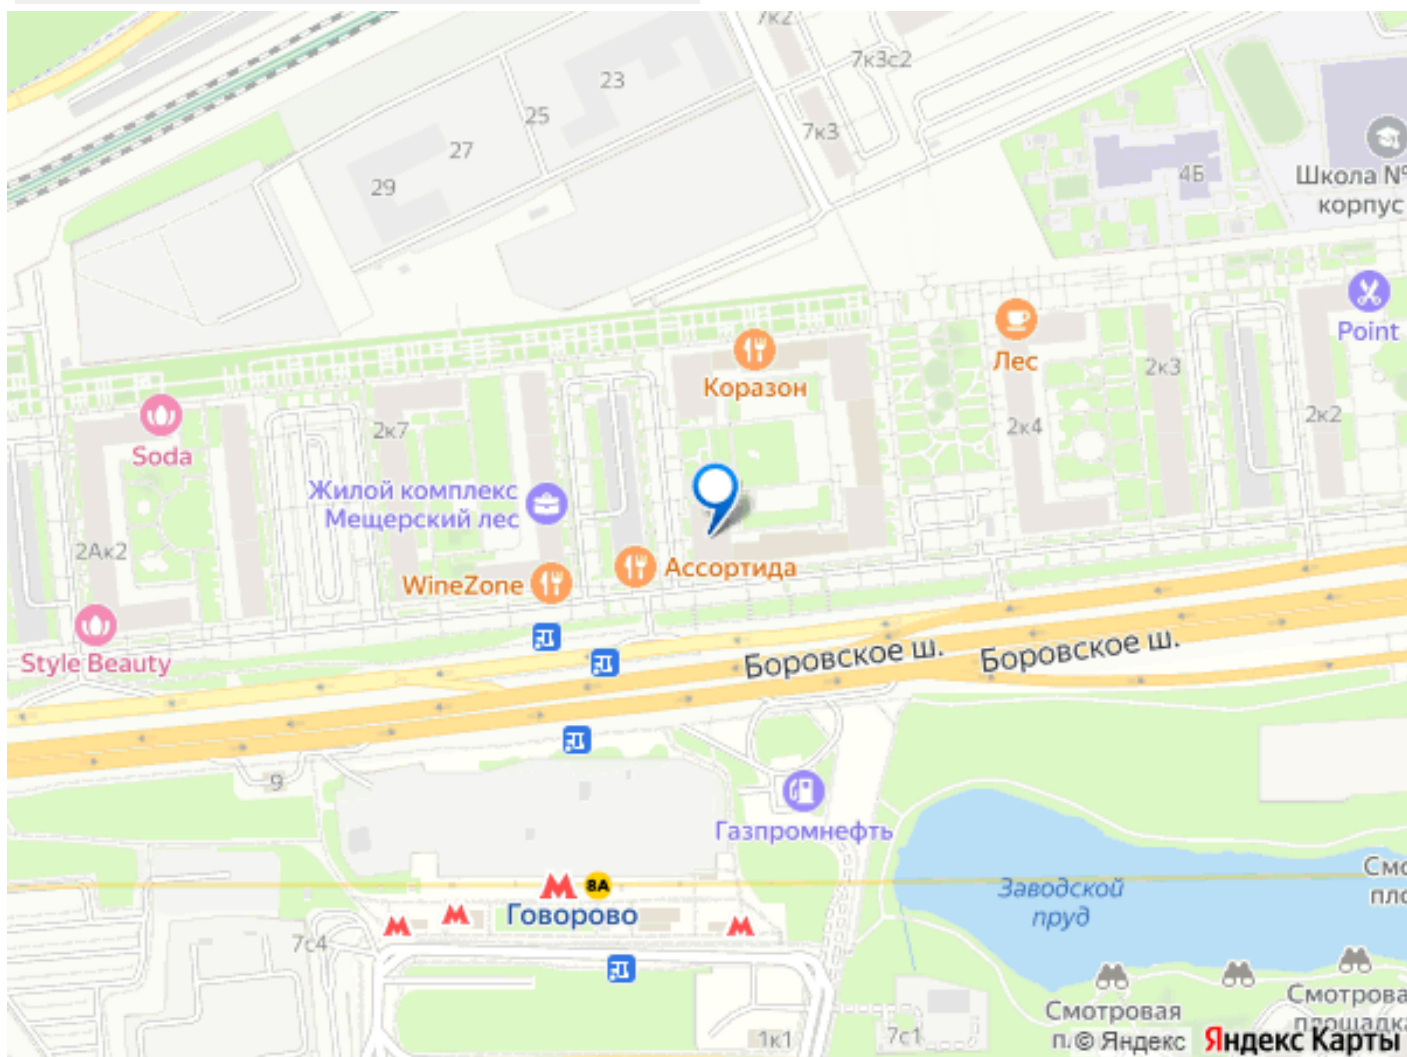 7к2
7к3с2
23
25
7к3
27
29
4Б
Школа №
корпус
Point
Лес
Коразон
2к3
2к2
2к4
2к7
Soda
Жилой комплекс
Мещерский лес
2Ак2
WineZone
Ассортида
Style Beauty
Боровское ш.
Боровское ш.
9
Газпромнефть
8А
Говорово
Заводской
пруд
7с4
Смотровая
1к1
7с1
© Яндекс
Яндекс Карты